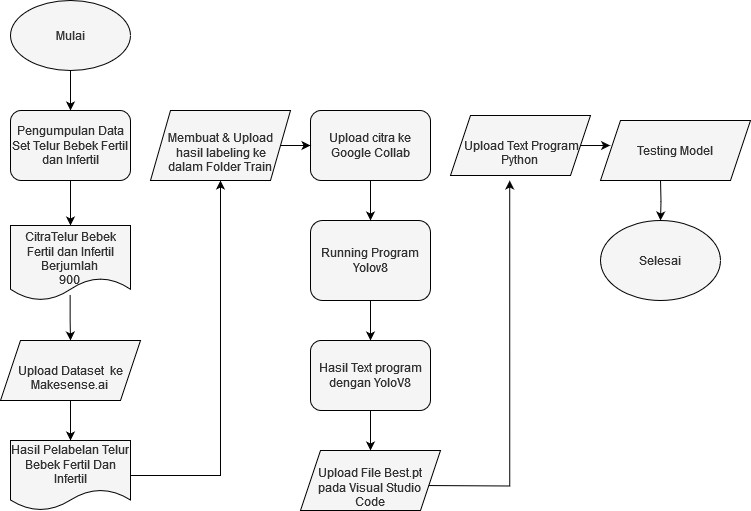 Mulai
Pengumpulan Data
Set Telur Bebek Fertil
dan Infertil
CitraTelur Bebek
Fertil dan Infertil
Berjumlah
900
Upload Dataset ke
Makesense.ai
Hasil Pelabelan Telur
Bebek Fertil Dan
Infertil
Membuat & Upload
hasil labeling ke
dalam Folder Train
Upload citra ke
Google Collab
Running Program
Yolov8
Hasil Text program
dengan YoloV8
Upload File Best.pt
pada Visual Studio
Code
Upload Text Program
Python
Testing Model
Selesai